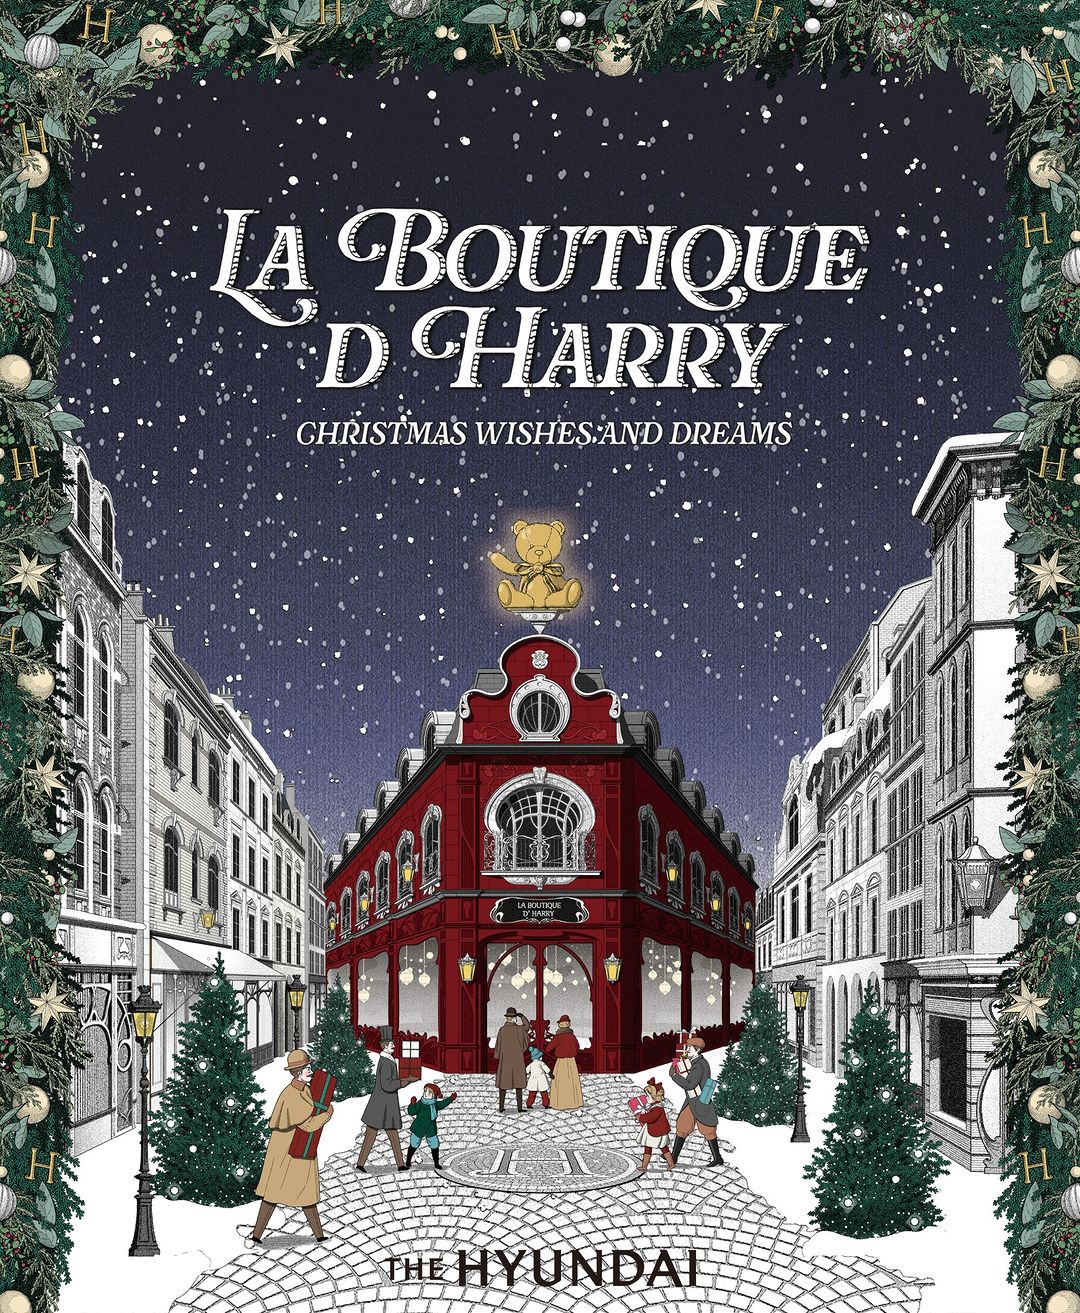 LA BOUTIQUE
D HARRY
CHRISTMAS WISHES AND DREAMS
LA BOUTIQUE
D' HARRY
H
THE HYUNDAI